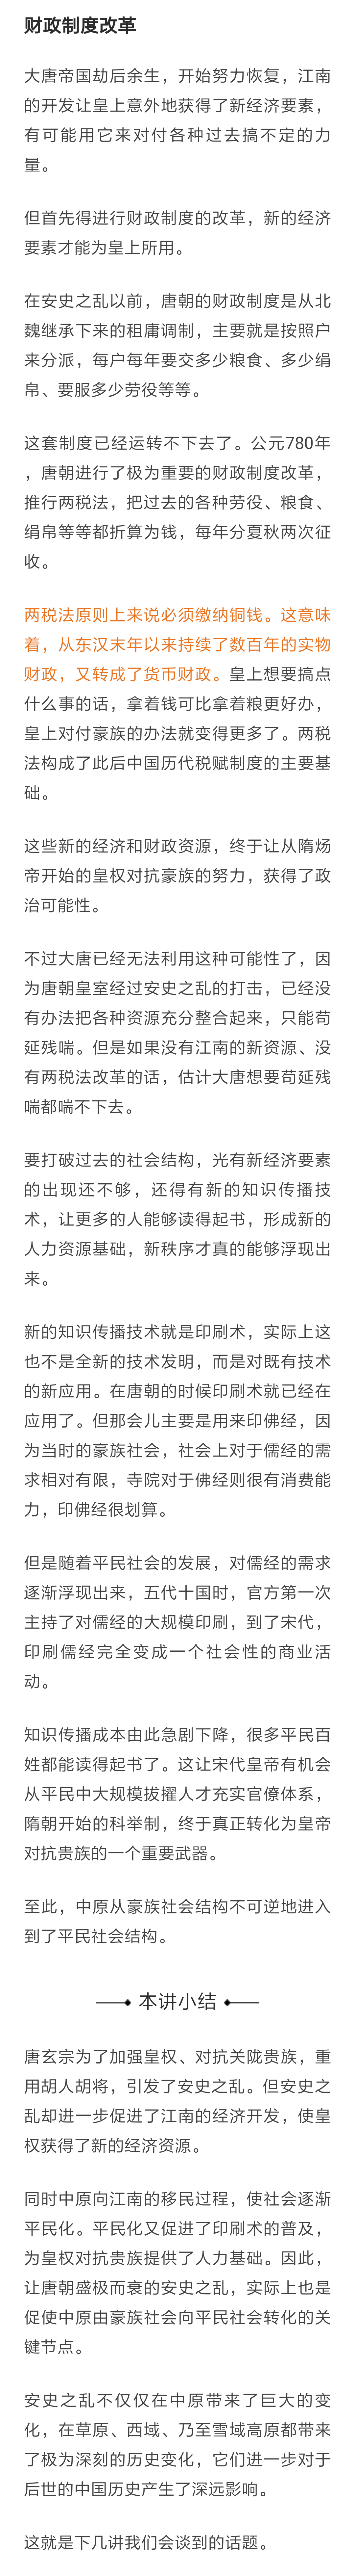 财政制度改革
大唐帝国劫后余生，开始努力恢复，江南
的开发让皇上意外地获得了新经济要素，
有可能用它来对付各种过去搞不定的力
量。
但首先得进行财政制度的改革，新的经济
要素才能为皇上所用。
在安史之乱以前，唐朝的财政制度是从北
魏继承下来的租庸调制，主要就是按照户
来分派，每户每年要交多少粮食、多少绢
帛、要服多少劳役等等。
这套制度已经运转不下去了。公元780年
，唐朝进行了极为重要的财政制度改革，
推行两税法，把过去的各种劳役、粮食、
绢帛等等都折算为钱，每年分夏秋两次征
收。
两税法原则上来说必须缴纳铜钱。这意味
着，从东汉末年以来持续了数百年的实物
财政，又转成了货币财政。皇上想要搞点
什么事的话，拿着钱可比拿着粮更好办，
皇上对付豪族的办法就变得更多了。两税
法构成了此后中国历代税赋制度的主要基
础。
这些新的经济和财政资源，终于让从隋炀
帝开始的皇权对抗豪族的努力，获得了政
治可能性。
不过大唐已经无法利用这种可能性了，因
为唐朝皇室经过安史之乱的打击，已经没
有办法把各种资源充分整合起来，只能苟
延残喘。但是如果没有江南的新资源、没
有两税法改革的话，估计大唐想要苟延残
喘都喘不下去。
要打破过去的社会结构，光有新经济要素
的出现还不够，还得有新的知识传播技
术，让更多的人能够读得起书，形成新的
人力资源基础，新秩序才真的能够浮现出
来。
新的知识传播技术就是印刷术，实际上这
也不是全新的技术发明，而是对既有技术
的新应用。在唐朝的时候印刷术就已经在
应用了。但那会儿主要是用来印佛经，因
为当时的豪族社会，社会上对于儒经的需
求相对有限，寺院对于佛经则很有消费能
力，印佛经很划算。
但是随着平民社会的发展，对儒经的需求
逐渐浮现出来，五代十国时，官方第一次
主持了对儒经的大规模印刷，到了宋代，
印刷儒经完全变成一个社会性的商业活
动。
知识传播成本由此急剧下降，很多平民百
姓都能读得起书了。这让宋代皇帝有机会
从平民中大规模拔擢人才充实官僚体系，
隋朝开始的科举制，终于真正转化为皇帝
对抗贵族的一个重要武器。
至此，中原从豪族社会结构不可逆地进入
到了平民社会结构。
本讲小结
唐玄宗为了加强皇权、对抗关陇贵族，重
用胡人胡将，引发了安史之乱。但安史之
乱却进一步促进了江南的经济开发，使皇
权获得了新的经济资源。
同时中原向江南的移民过程，使社会逐渐
平民化。平民化又促进了印刷术的普及，
为皇权对抗贵族提供了人力基础。因此，
让唐朝盛极而衰的安史之乱，实际上也是
促使中原由豪族社会向平民社会转化的关
键节点。
安史之乱不仅仅在中原带来了巨大的变
化，在草原、西域、乃至雪域高原都带来
了极为深刻的历史变化，它们进一步对于
后世的中国历史产生了深远影响。
这就是下几讲我们会谈到的话题。